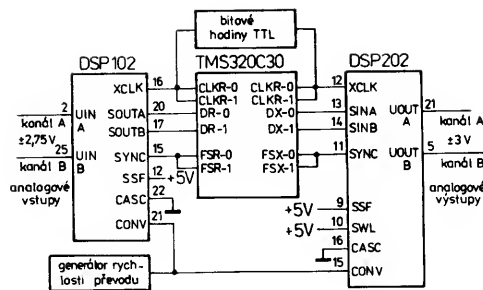 bitové
hodiny TTL
DSP102
TMS320C30
DSP202
16
XCLK
CLKR-0
CLKR-1
CLKR-0
CLKR-1
12
XCLK
2
kanál A
±2,75V
UIN
A
SOUTA
20
DR-0
DX-0
13
SINA
UOUT
A
21
kanál A
±3V
SOUTB
17
DR-1
DX-1
14
SINB
25
kanál B
UIN
B
SYNC
15
FSR-0
FSR-1
FSX-0
FSX-1
11
SYNC
UOUT
B
5
kanál B
analogové
vstupy
analogové
výstupy
SSF
12
+5V
CASC
22
CONV
21
+5V
9
SSF
+5V
10
SWL
16
CASC
15
CONV
generátor rych-
losti převodu